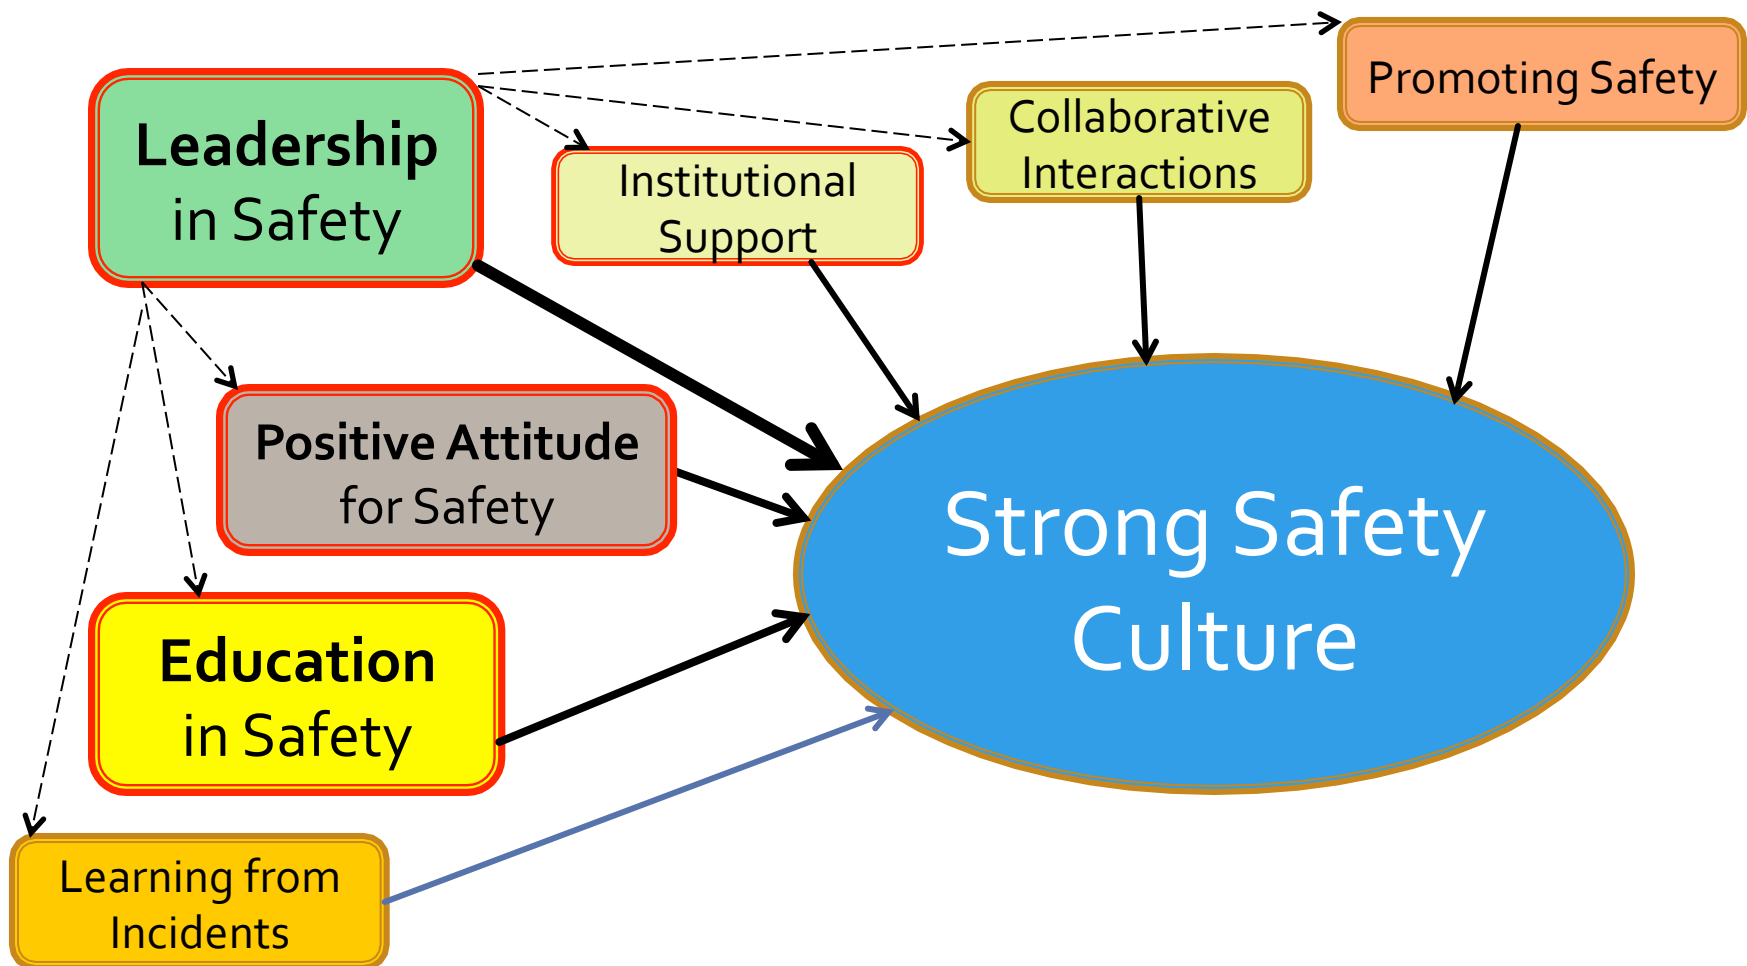 Leadership
in Safety
Institutional
Support
Collaborative
Interactions
Promoting Safety
Positive Attitude
for Safety
Education
in Safety
Learning from
Incidents
Strong Safety
Culture